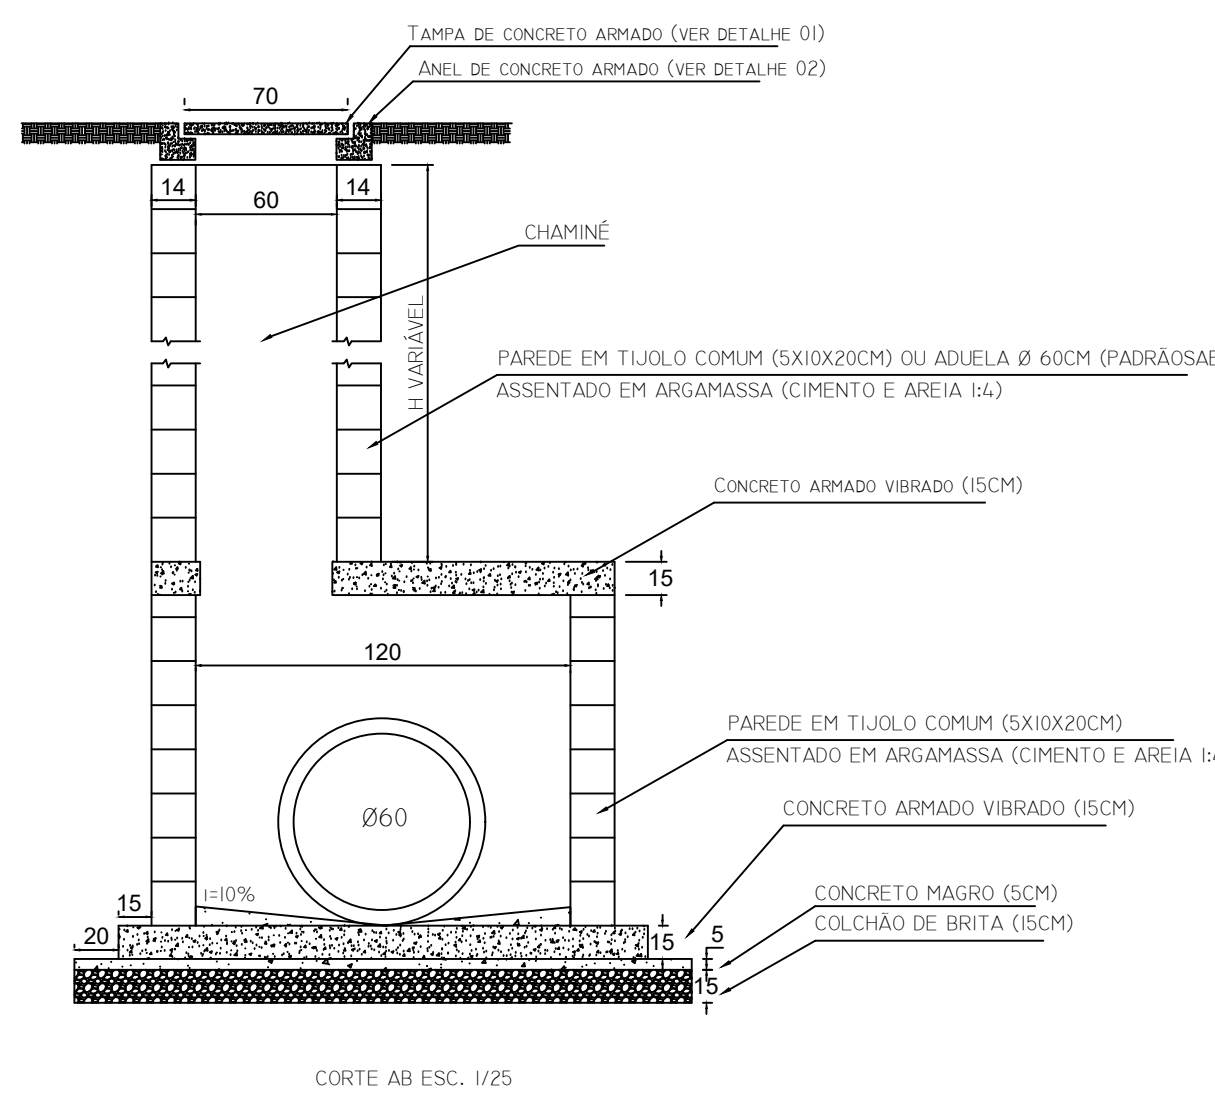 TAMPA DE CONCRETO ARMADO (VER DETALHE 01)
ANEL DE CONCRETO ARMADO (VER DETALHE 02)
70
14
14
60
CHAMINÉ
H VARIÁVEL
PAREDE EM TIJOLO COMUM (5X10X20CM) OU ADUELA Ø 60CM (PADRÃOSAE
ASSENTADO EM ARGAMASSA (CIMENTO E AREIA 1:4)
CONCRETO ARMADO VIBRADO (15CM)
15
120
PAREDE EM TIJOLO COMUM (5X10X20CM)
ASSENTADO EM ARGAMASSA (CIMENTO E AREIA 1:4
CONCRETO ARMADO VIBRADO (15CM)
Ø60
i=10%
15
CONCRETO MAGRO (5CM)
COLCHÃO DE BRITA (15CM)
20
15
5
15
CORTE AB ESC. 1/25